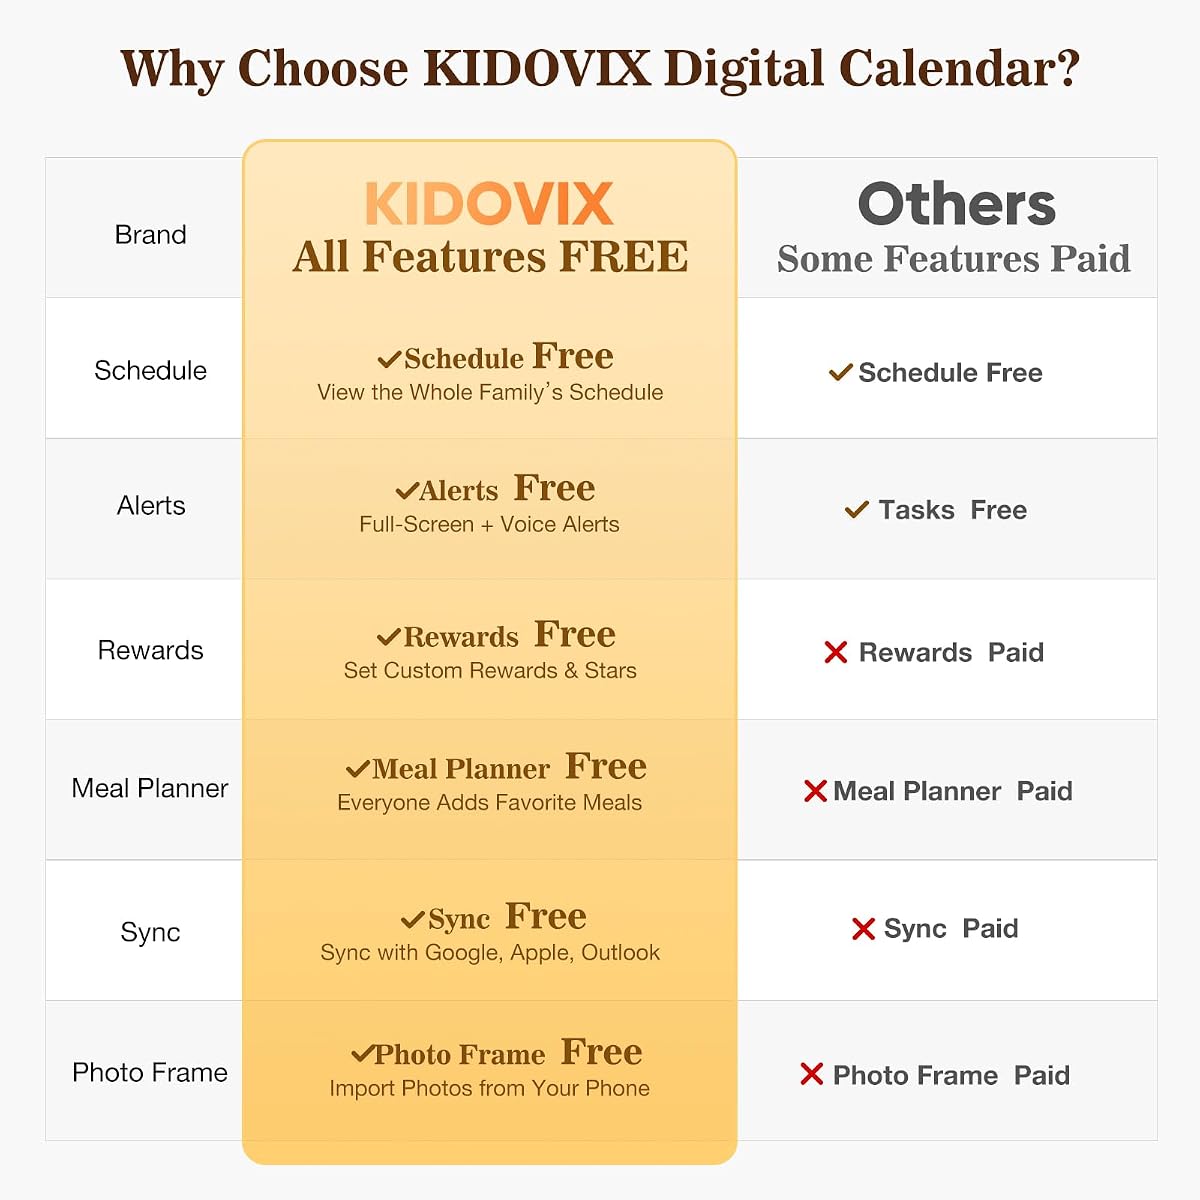 Why Choose KIDOVIX Digital Calendar?
Brand
KIDOVIX
All Features FREE
Others
Some Features Paid
Schedule
Schedule Free
View the Whole Family’s Schedule
Schedule Free
Alerts
Alerts Free
Full-Screen + Voice Alerts
Tasks Free
Rewards
Rewards Free
Set Custom Rewards & Stars
Rewards Paid
Meal Planner
Meal Planner Free
Everyone Adds Favorite Meals
Meal Planner Paid
Sync
Sync Free
Sync with Google, Apple, Outlook
Sync Paid
Photo Frame
Photo Frame Free
Import Photos from Your Phone
Photo Frame Paid